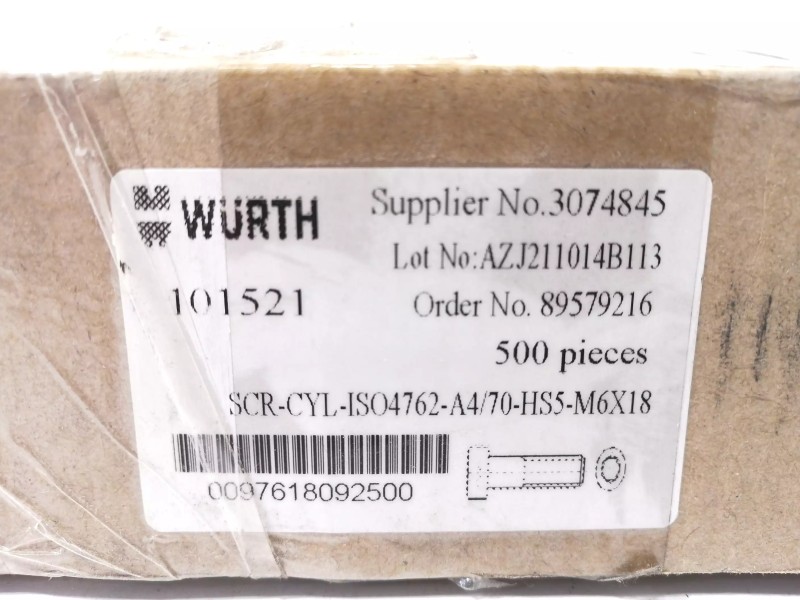 WÜRTH
Supplier No.3074845
Lot No:AZJ211014B113
101521
Order No. 89579216
500 pieces
SCR-CYL-ISO4762-A4/70-HS5-M6X18
0097618092500